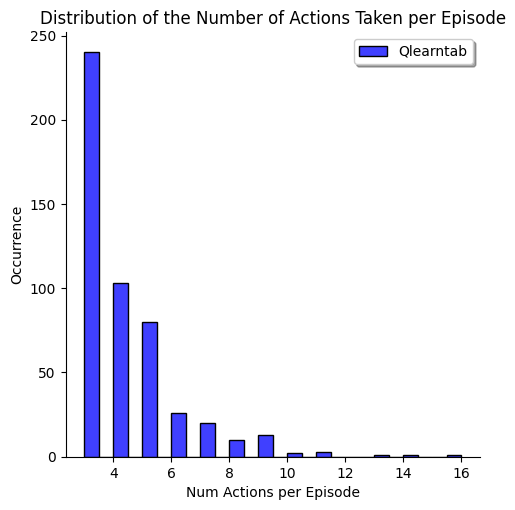 Distribution of the Number of Actions Taken per Episode
Qlearntab
250
200
150
100
50
0
Occurrence
4 6 8 10 12 14 16
Num Actions per Episode